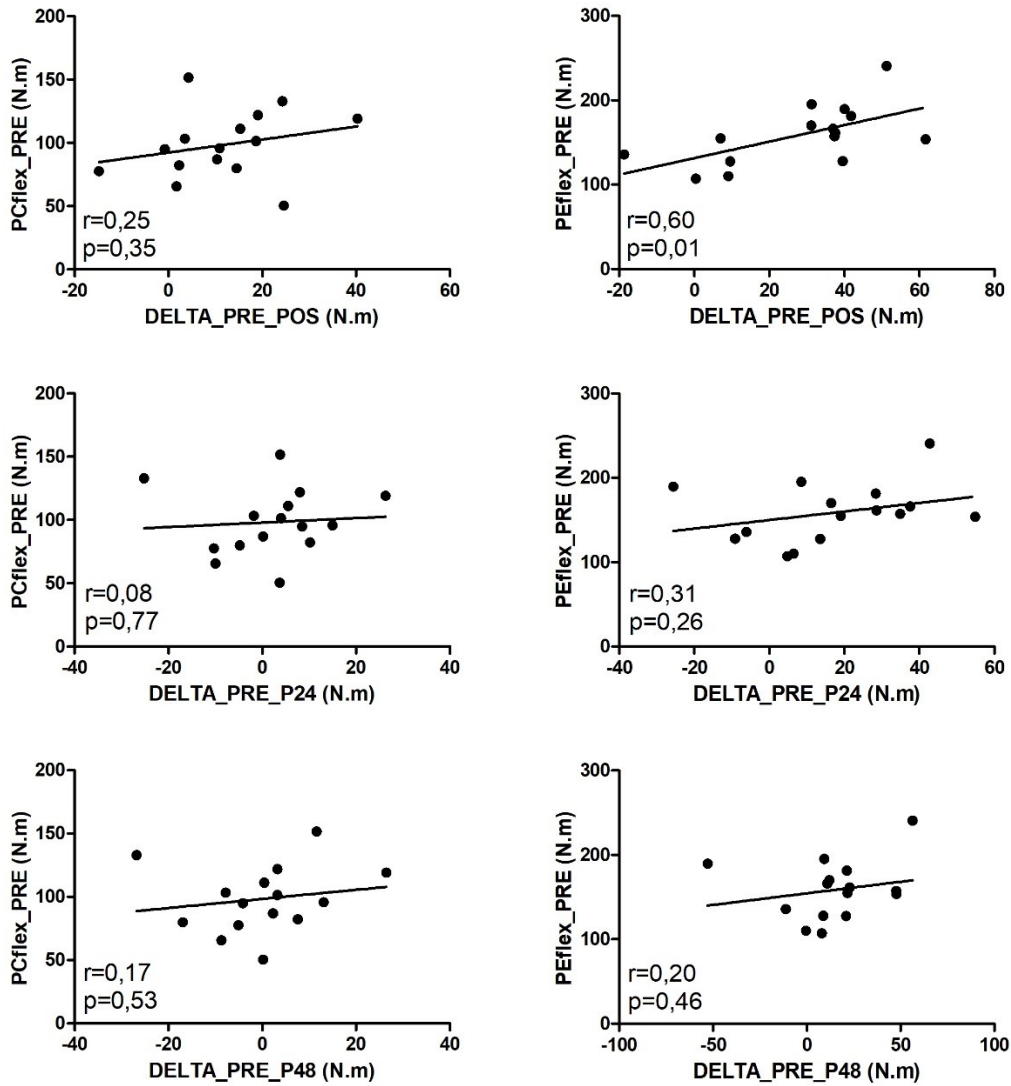 PCflex_PRE (N.m)
200
150
100
50
0
r=0,25
p=0,35
-20 0 20 40 60
DELTA_PRE_POS (N.m)
PEflex_PRE (N.m)
300
200
100
0
r=0,60
p=0,01
-20 0 20 40 60 80
DELTA_PRE_POS (N.m)
PCflex_PRE (N.m)
200
150
100
50
0
r=0,08
p=0,77
-40 -20 0 20 40
DELTA_PRE_P24 (N.m)
PEflex_PRE (N.m)
300
200
100
0
r=0,31
p=0,26
-40 -20 0 20 40 60
DELTA_PRE_P24 (N.m)
PCflex_PRE (N.m)
200
150
100
50
0
r=0,17
p=0,53
-40 -20 0 20 40
DELTA_PRE_P48 (N.m)
PEflex_PRE (N.m)
300
200
100
0
r=0,20
p=0,46
-100 -50 0 50 100
DELTA_PRE_P48 (N.m)